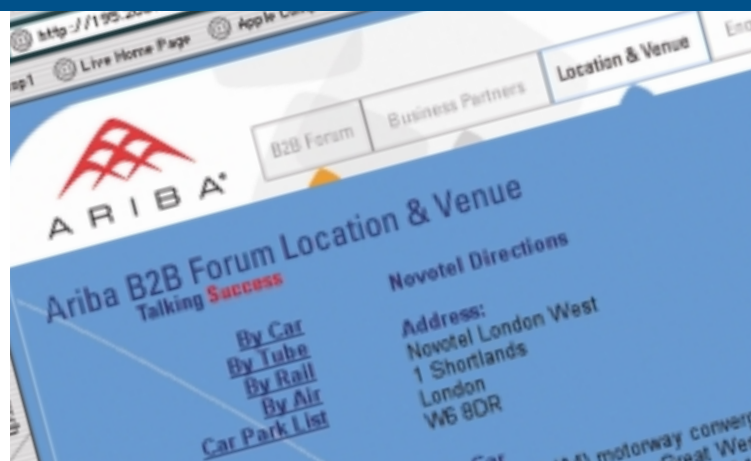 http://195.20
Live Home Page
B2B Forum
Business Partners
Location & Venue
ARIBA
Ariba B2B Forum Location & Venue
Talking Success
By Car
By Tube
By Rail
By Air
Car Park List
Novotel Directions
Address:
Novotel London West
1 Shortlands
London
W6 8DR
Car
motorway
Great